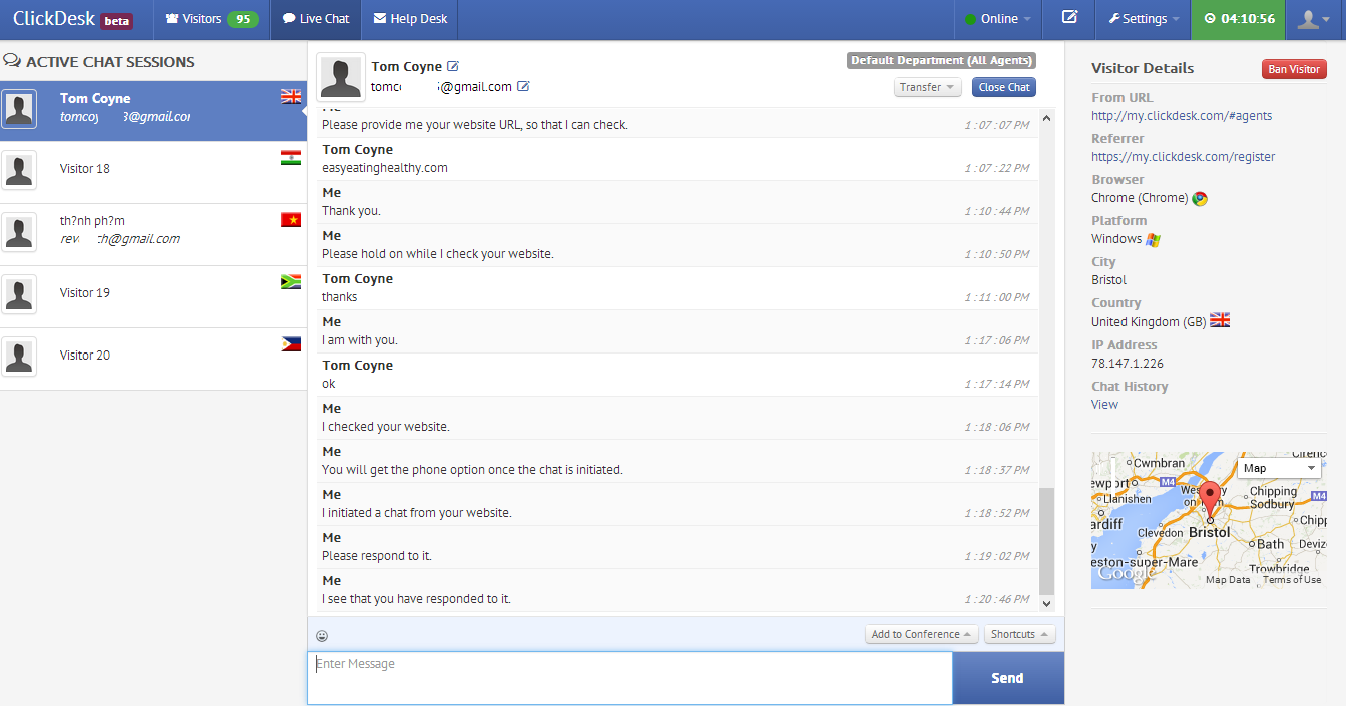 ClickDesk beta
Visitors 95
Live Chat
Help Desk
Online
Settings
04:10:56
ACTIVE CHAT SESSIONS
Tom Coyne
tomcoy 3@gmail.com
Visitor 18
th?nh ph?m
rev ch@gmail.com
Visitor 19
Visitor 20
Tom Coyne
tomc 5@gmail.com
Default Department (All Agents)
Transfer
Close Chat
Me
Please provide me your website URL, so that I can check. 1:07:07 PM
Tom Coyne
easyeatinghealthy.com 1:07:22 PM
Me
Thank you. 1:10:44 PM
Me
Please hold on while I check your website. 1:10:50 PM
Tom Coyne
thanks 1:11:00 PM
Me
I am with you. 1:17:06 PM
Tom Coyne
ok 1:17:14 PM
Me
I checked your website. 1:18:06 PM
Me
You will get the phone option once the chat is initiated. 1:18:37 PM
Me
I initiated a chat from your website. 1:18:52 PM
Me
Please respond to it. 1:19:02 PM
Me
I see that you have responded to it. 1:20:46 PM
Add to Conference
Shortcuts
Enter Message
Send
Visitor Details
Ban Visitor
From URL
http://my.clickdesk.com/#agents
Referrer
https://my.clickdesk.com/register
Browser
Chrome (Chrome)
Platform
Windows
City
Bristol
Country
United Kingdom (GB)
IP Address
78.147.1.226
Chat History
View
Cwmbran
Map
ewport
M4
Llanishen
Chipping
Sodbury
M4
ardiff
Clevedon
Bristol
Chipp
Bath
Deviz
eston-super-Mare
Trowbridge
Google
Map Data
Terms of Use